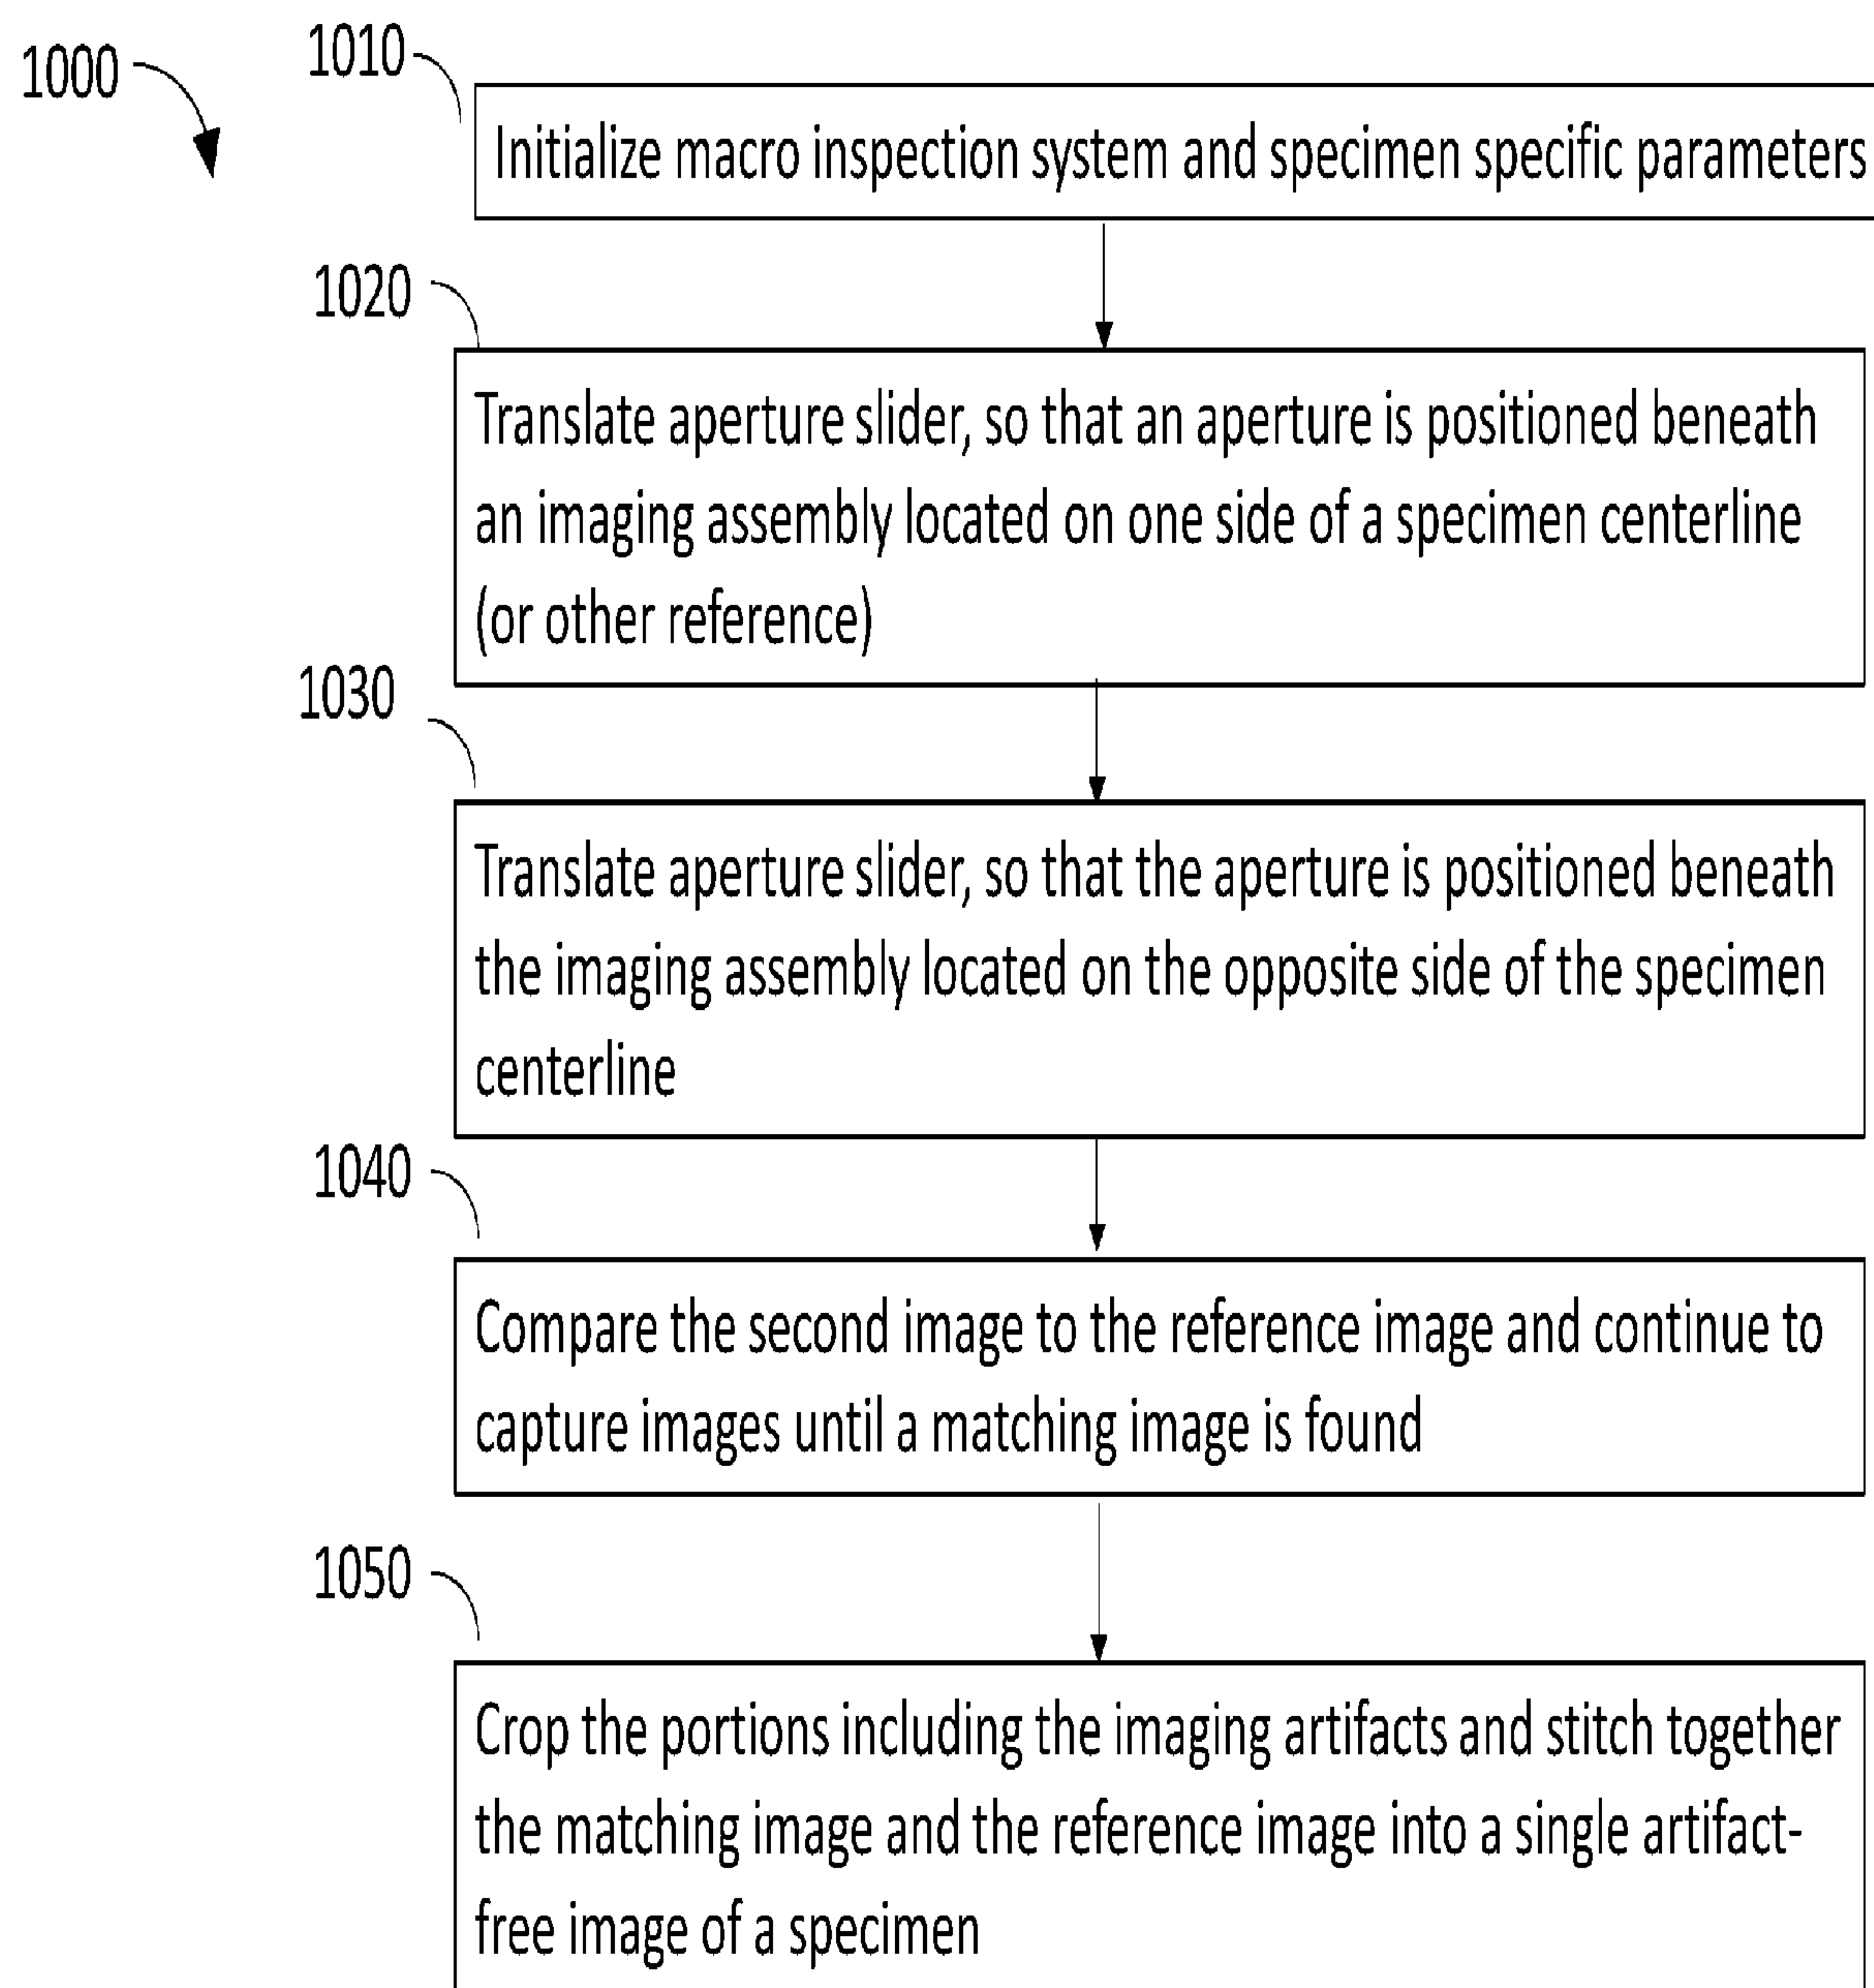 1000
1010
Initialize macro inspection system and specimen specific parameters
1020
Translate aperture slider, so that an aperture is positioned beneath
an imaging assembly located on one side of a specimen centerline
(or other reference)
1030
Translate aperture slider, so that the aperture is positioned beneath
the imaging assembly located on the opposite side of the specimen
centerline
1040
Compare the second image to the reference image and continue to
capture images until a matching image is found
1050
Crop the portions including the imaging artifacts and stitch together
the matching image and the reference image into a single artifact-
free image of a specimen